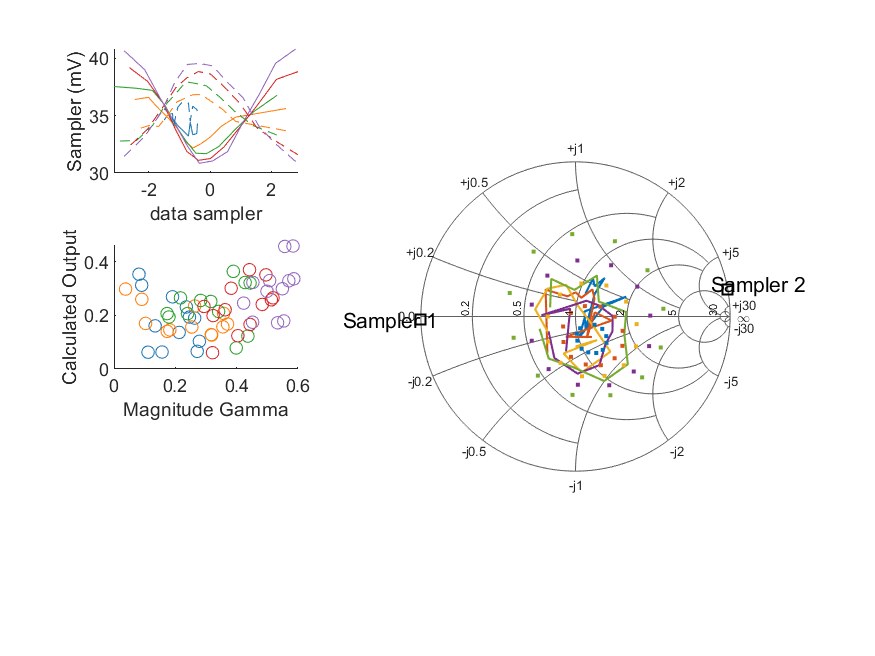 40
35
30
Sampler (mV)
-2
0
2
data sampler
0.4
0.2
0
Calculated Output
0
0.2
0.4
0.6
Magnitude Gamma
+j1
+j0.5
+j2
+j0.2
+j5
Sampler 2
0.2
0.5
1
2
5
30
+j30
∞
-j30
0.0
Sampler 1
-j0.2
-j5
-j0.5
-j2
-j1